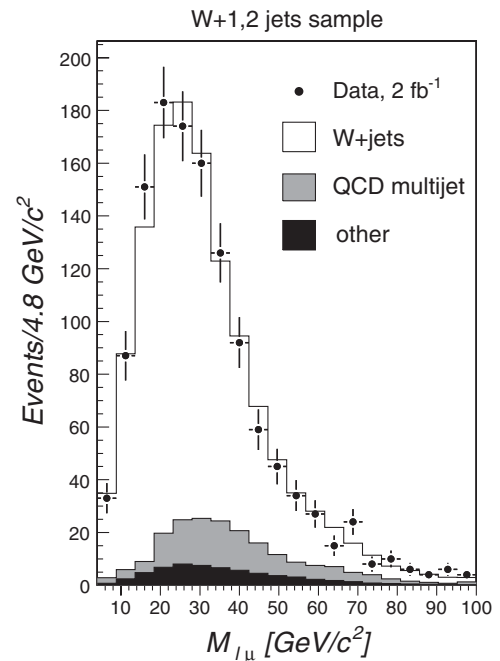 W+1,2 jets sample
Events/4.8 GeV/c²
200
180
160
140
120
100
80
60
40
20
0
Data, 2 fb⁻¹
W+jets
QCD multijet
other
10 20 30 40 50 60 70 80 90 100
M lμ [GeV/c²]